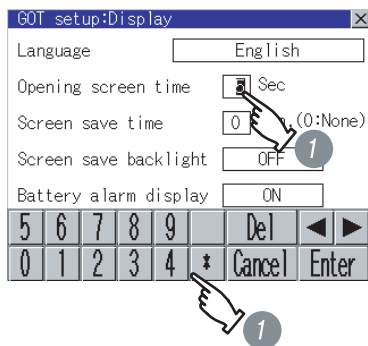 GOT setup:Display ×
Language English
Opening screen time Sec
Screen save time 0 (0:None)
Screen save backlight OFF
1
Battery alarm display ON
5 6 7 8 9 Del ◀ ▶
0 1 2 3 4 * Cancel Enter
1